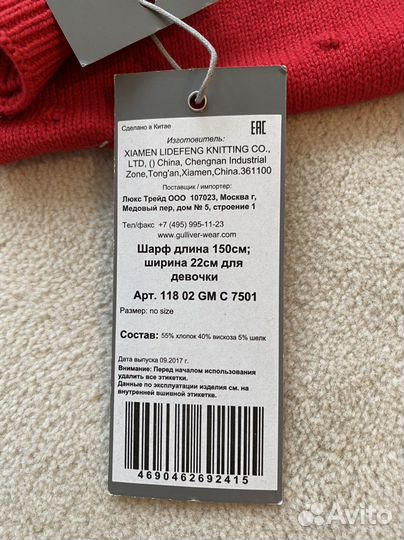 Сделано в Китае
EAC
Изготовитель:
XIAMEN LIDEFENG KNITTING CO.,
LTD, () China, Chengnan Industrial
Zone,Tong'an,Xiamen,China.361100
Поставщик / импортер:
Люкс Трейд ООО 107023, Москва г,
Медовый пер, дом № 5, строение 1
Тел/факс +7 (495) 995-11-23
www.gulliver-wear.com
Шарф длина 150см;
ширина 22см для
девочки
Арт. 118 02 GM C 7501
Размер: no size
Состав: 55% хлопок 40% вискоза 5% шелк
Дата выпуска 09.2017 г.
Внимание: Перед началом использования
удалить все этикетки.
Данные по эксплуатации изделия см. на
внутренней вшивной этикетке.
4690462692415
Avito